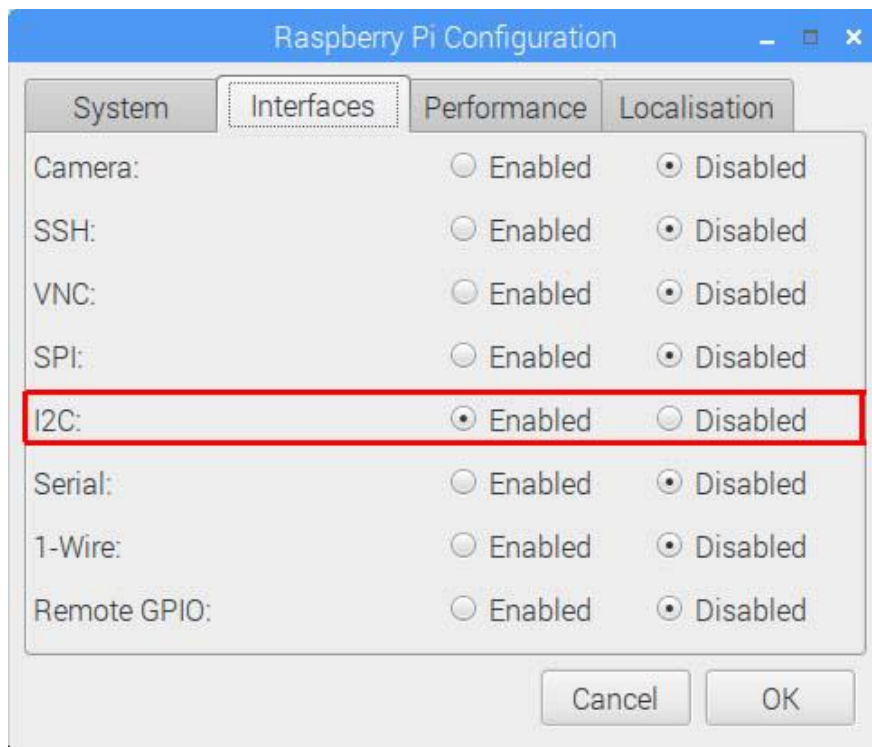 Raspberry Pi Configuration
System Interfaces Performance Localisation
Camera: Enabled Disabled
SSH: Enabled Disabled
VNC: Enabled Disabled
SPI: Enabled Disabled
I2C: Enabled Disabled
Serial: Enabled Disabled
1-Wire: Enabled Disabled
Remote GPIO: Enabled Disabled
Cancel OK